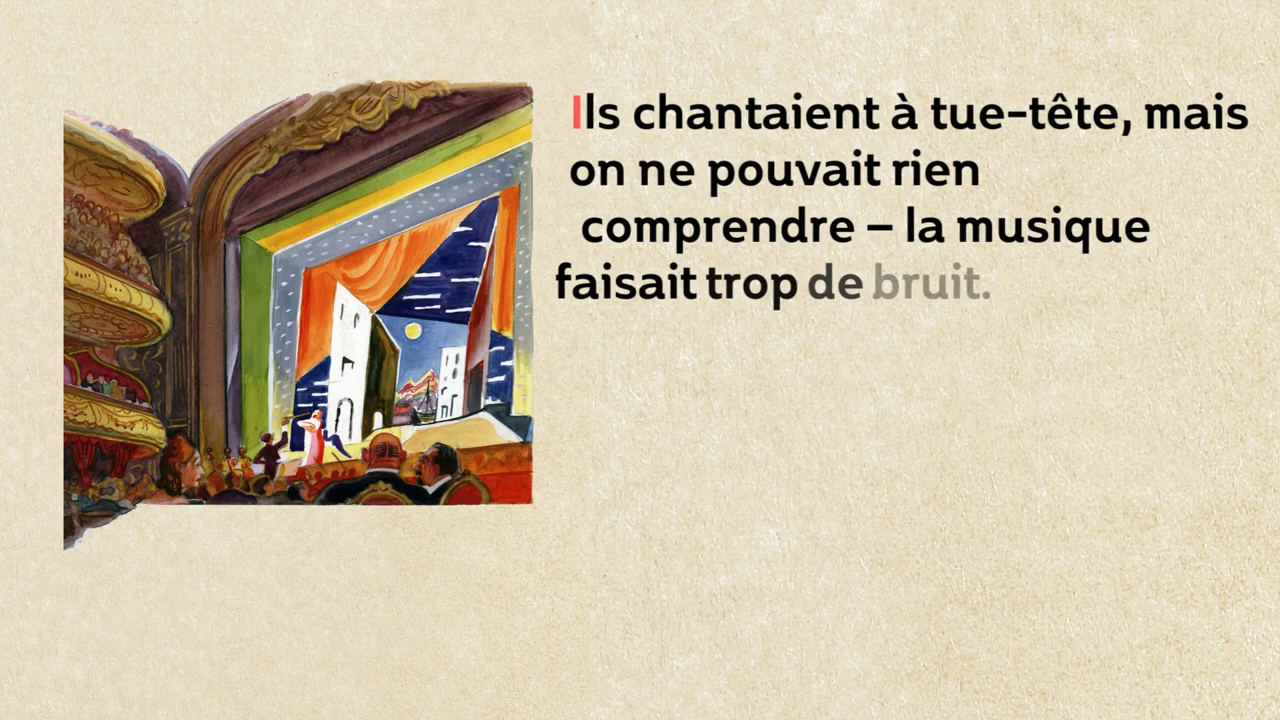 Ils chantaient à tue-tête, mais
on ne pouvait rien
comprendre – la musique
faisait trop de bruit.